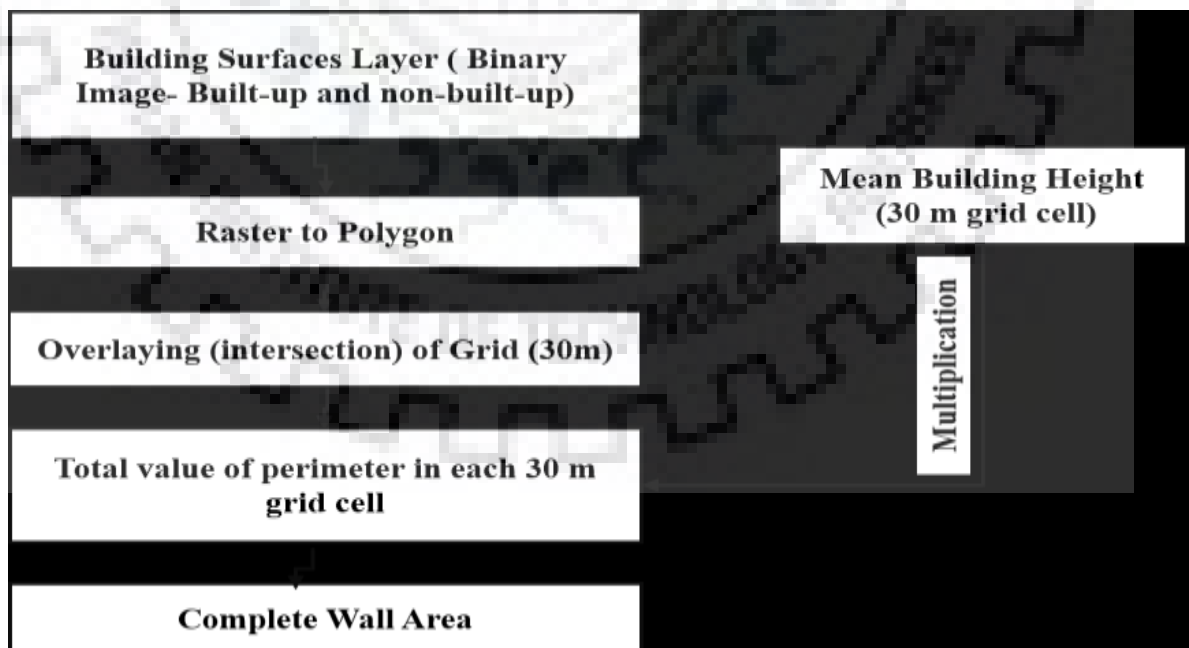 Building Surfaces Layer ( Binary
Image- Built-up and non-built-up)
Raster to Polygon
Overlaying (intersection) of Grid (30m)
Total value of perimeter in each 30 m
grid cell
Complete Wall Area
Mean Building Height
(30 m grid cell)
Multiplication